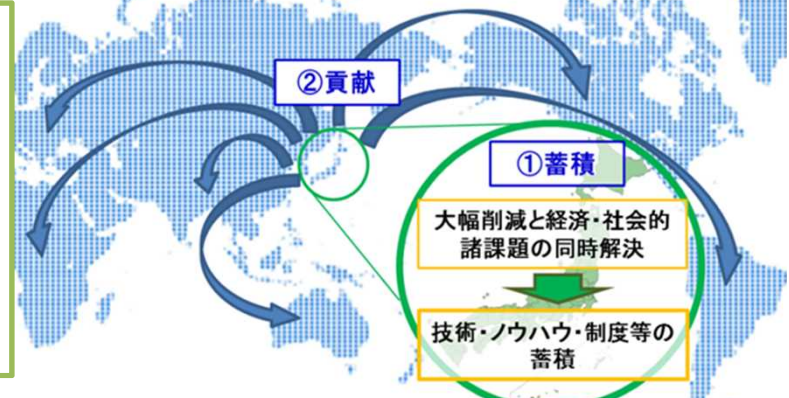 ②貢献
①蓄積
大幅削減と経済・社会的
諸課題の同時解決
技術・ノウハウ・制度等の
蓄積